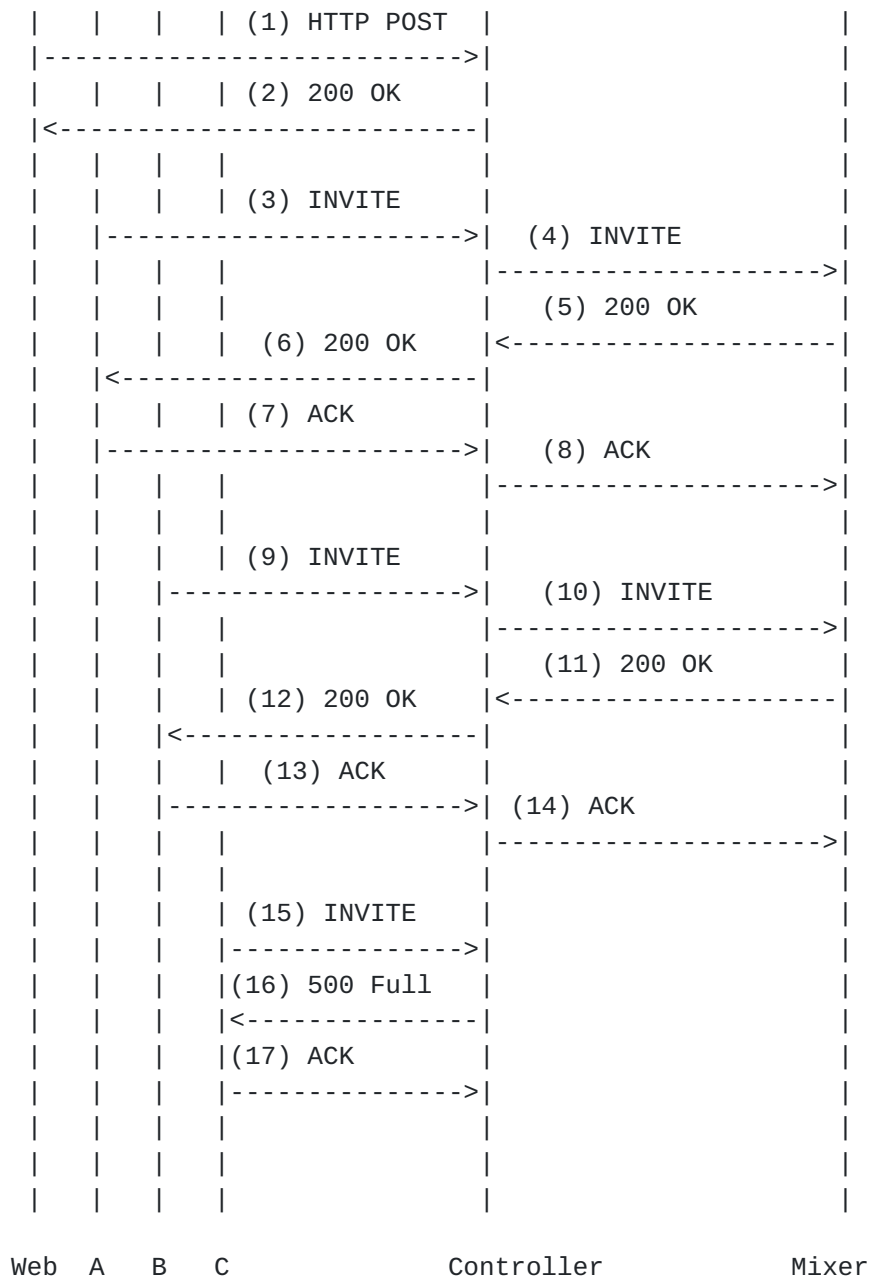 (1) HTTP POST
(2) 200 OK
(3) INVITE
(4) INVITE
(5) 200 OK
(6) 200 OK
(7) ACK
(8) ACK
(9) INVITE
(10) INVITE
(11) 200 OK
(12) 200 OK
(13) ACK
(14) ACK
(15) INVITE
(16) 500 Full
(17) ACK
Web A B C Controller Mixer